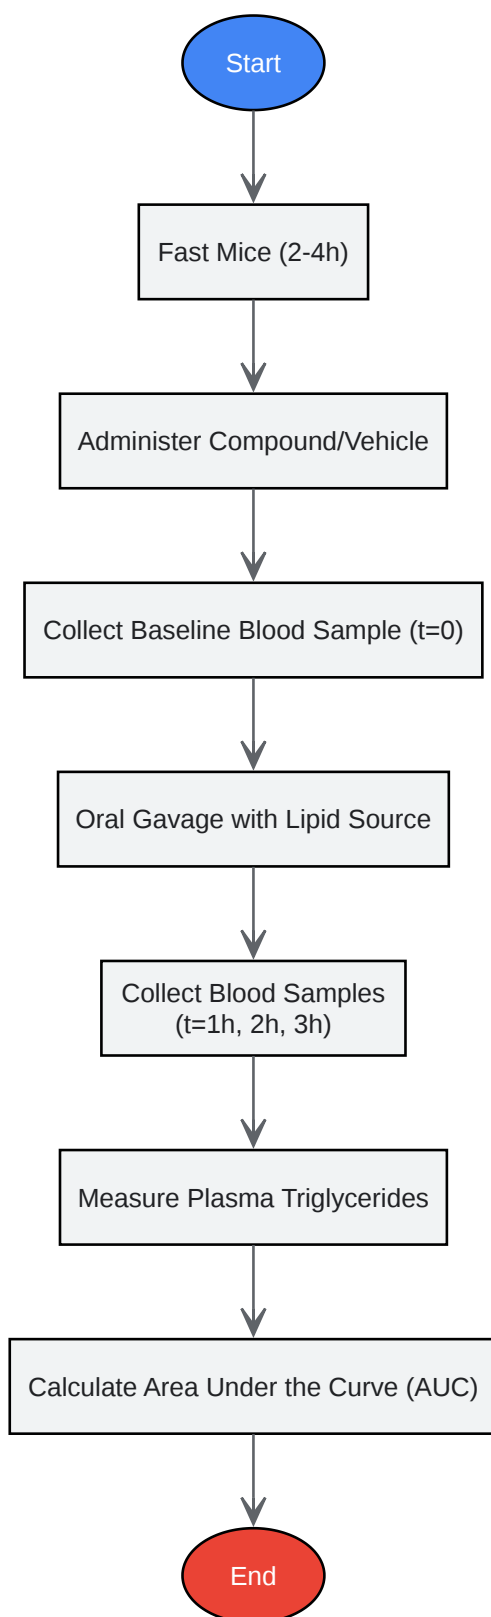 Start
Fast Mice (2-4h)
Administer Compound/Vehicle
Collect Baseline Blood Sample (t=0)
Oral Gavage with Lipid Source
Collect Blood Samples
(t=1h, 2h, 3h)
Measure Plasma Triglycerides
Calculate Area Under the Curve (AUC)
End